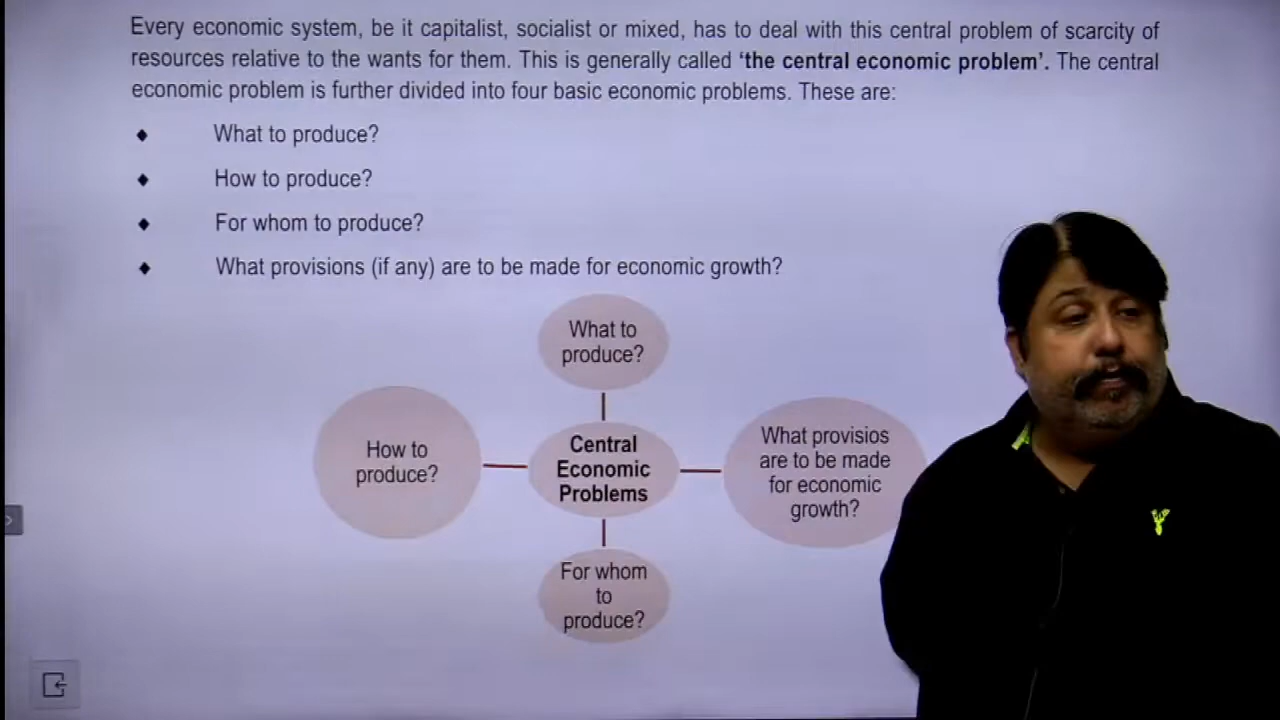 Every economic system, be it capitalist, socialist or mixed, has to deal with this central problem of scarcity of
resources relative to the wants for them. This is generally called ‘the central economic problem’. The central
economic problem is further divided into four basic economic problems. These are:
♦ What to produce?
♦ How to produce?
♦ For whom to produce?
♦ What provisions (if any) are to be made for economic growth?
What to
produce?
How to
produce?
Central
Economic
Problems
What provisios
are to be made
for economic
growth?
For whom
to
produce?